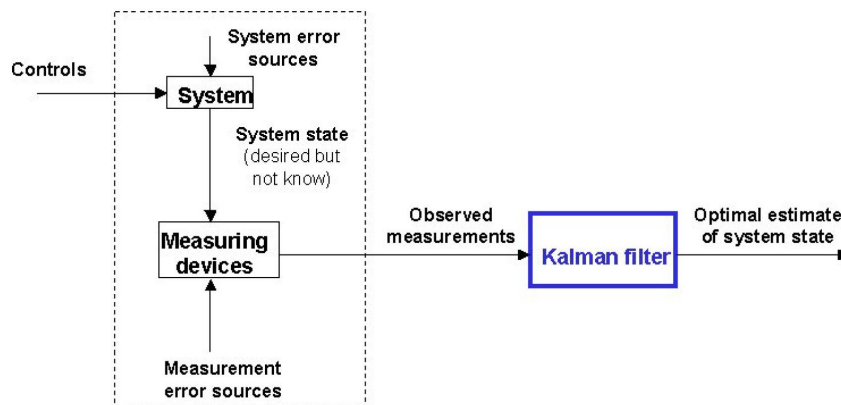 System error
sources
Controls
System
System state
(desired but
not know)
Measuring
devices
Observed
measurements
Kalman filter
Optimal estimate
of system state
Measurement
error sources